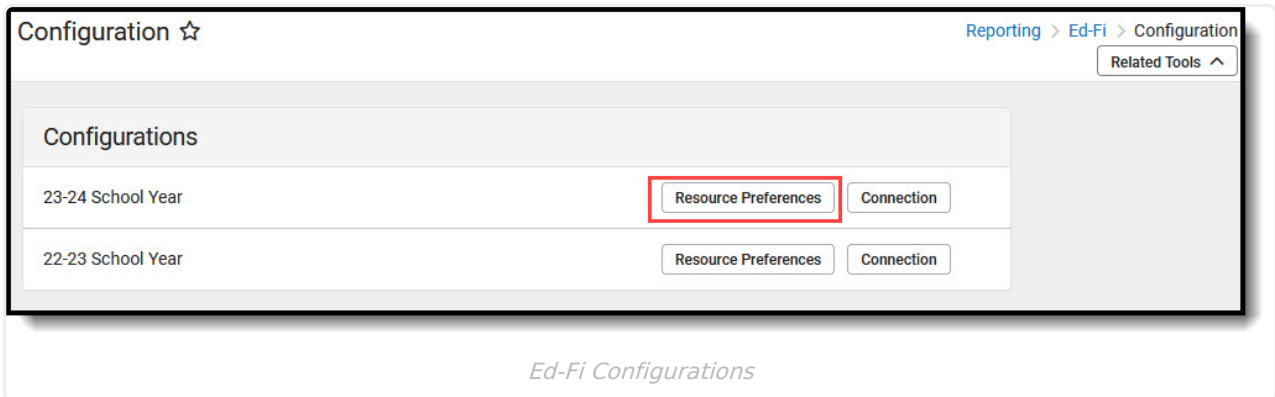 Configuration
Reporting > Ed-Fi > Configuration
Related Tools
Configurations
23-24 School Year Resource Preferences Connection
22-23 School Year Resource Preferences Connection
Ed-Fi Configurations